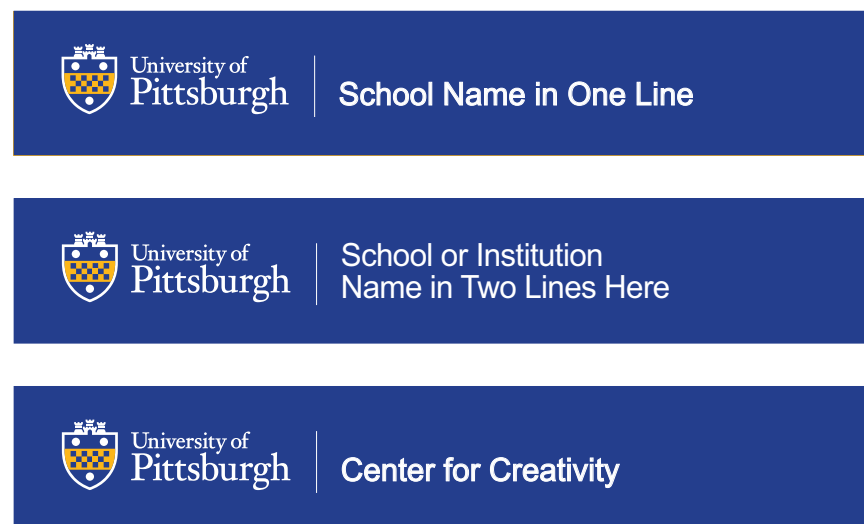 University of
Pittsburgh
School Name in One Line
University of
Pittsburgh
School or Institution
Name in Two Lines Here
University of
Pittsburgh
Center for Creativity